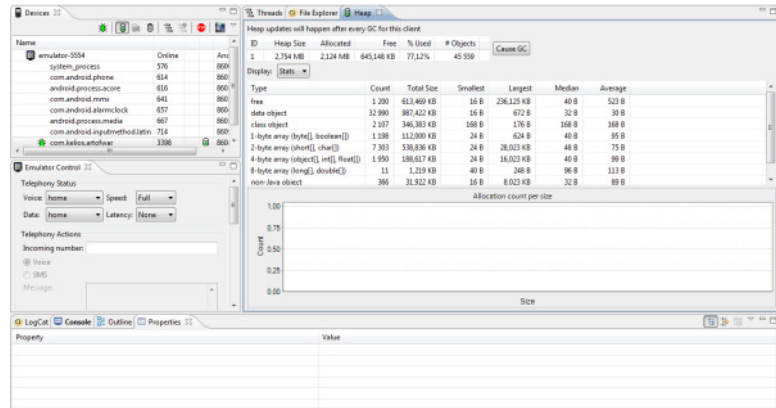 Devices
Name
emulator-5554 Online
system_process 576 860
com.android.phone 614 860
android.process.acore 616 860
com.android.mms 641 860
com.android.alarmclock 657 860
android.process.media 667 860
com.android.inputmethod.latin 714 860
com.kelios.artofwar 3398 860
Emulator Control
Telephony Status
Voice: home Speed: Full
Data: home Latency: None
Telephony Actions
Incoming number:
Voice
SMS
Message:
Threads File Explorer Heap
Heap updates will happen after every GC for this client
ID Heap Size Allocated Free % Used # Objects
1 2,754 MB 2,124 MB 645,148 KB 77,12% 45 559
Cause GC
Display: Stats
Type Count Total Size Smallest Largest Median Average
free 1 200 613,469 KB 16 B 236,125 KB 40 B 523 B
data object 32 990 987,422 KB 16 B 672 B 32 B 30 B
class object 2 107 346,383 KB 168 B 176 B 168 B 168 B
1-byte array (byte[], boolean[]) 1 198 112,000 KB 24 B 624 B 40 B 95 B
2-byte array (short[], char[]) 7 303 538,836 KB 24 B 28,023 KB 48 B 75 B
4-byte array (object[], int[], float[]) 1 950 188,617 KB 24 B 16,023 KB 40 B 99 B
8-byte array (long[], double[]) 11 1,219 KB 40 B 248 B 96 B 113 B
non-Java object 366 31,922 KB 16 B 8,023 KB 32 B 89 B
Allocation count per size
1.00
0.75
0.50
0.25
0.00
Count
Size
LogCat Console Outline Properties
Property Value